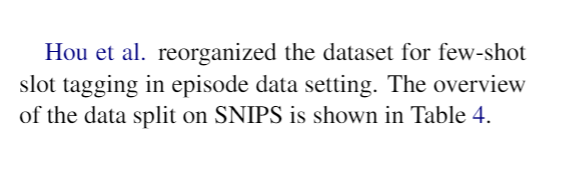 Hou et al. reorganized the dataset for few-shot
slot tagging in episode data setting. The overview
of the data split on SNIPS is shown in Table 4.